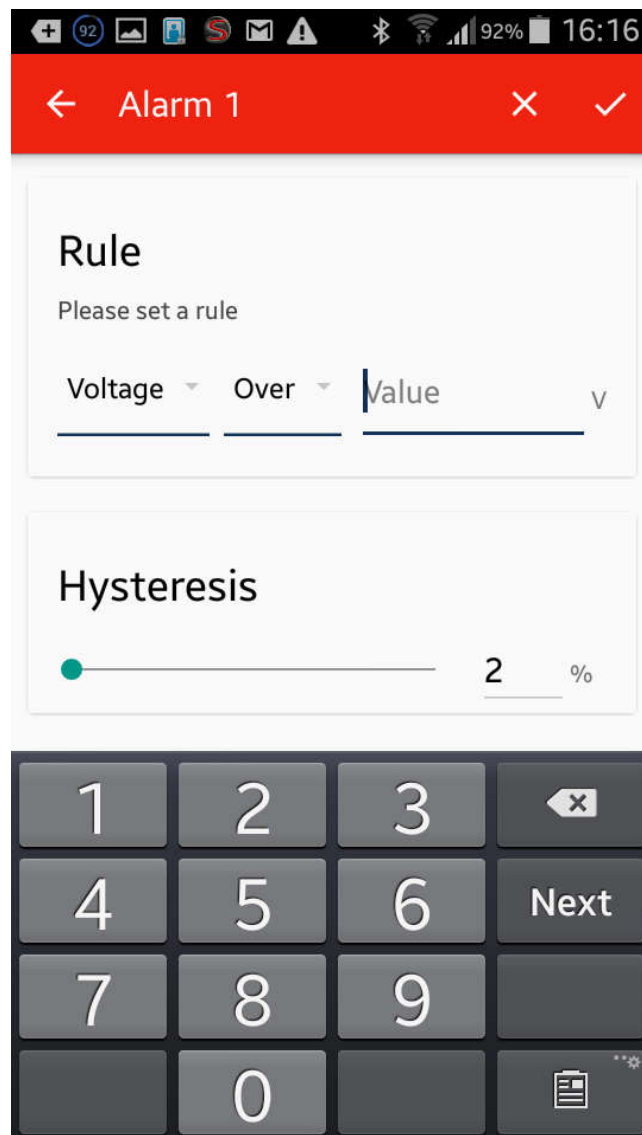 92 92% 16:16
Alarm 1
Rule
Please set a rule
Voltage Over Value V
Hysteresis
2 %
1 2 3
4 5 6 Next
7 8 9
0